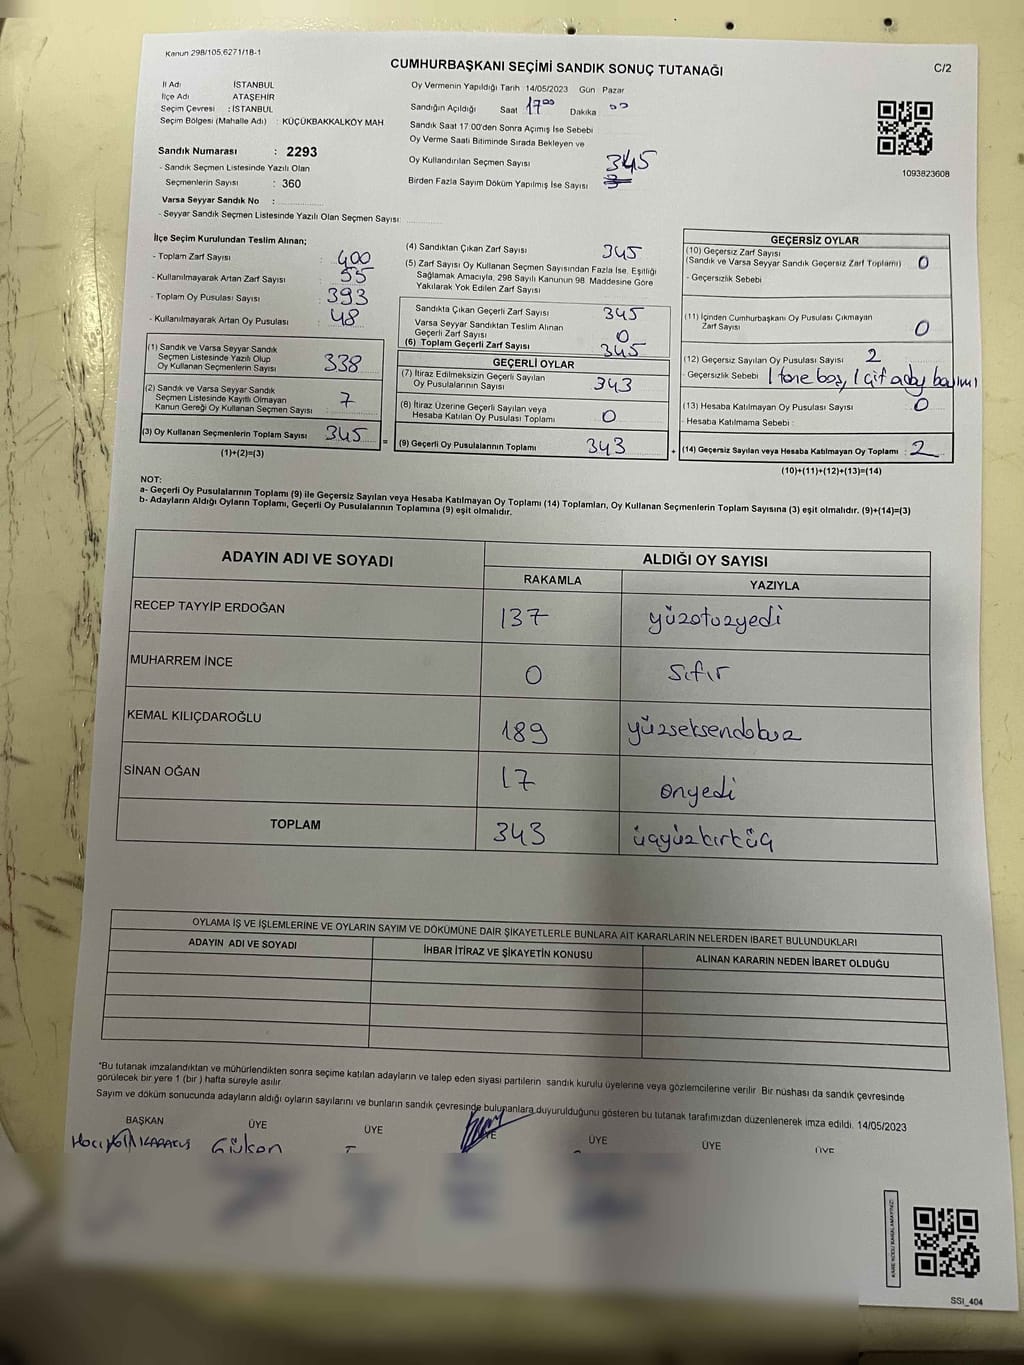 Kanun 298/105,6271/18-1
CUMHURBAŞKANI SEÇİMİ SANDIK SONUÇ TUTANAĞI
C/2
İl Adı İSTANBUL
İlçe Adı ATAŞEHİR
Seçim Çevresi : İSTANBUL
Seçim Bölgesi (Mahalle Adı) : KÜÇÜKBAKKALKÖY MAH
Sandık Numarası : 2293
- Sandık Seçmen Listesinde Yazılı Olan
Seçmenlerin Sayısı : 360
Varsa Seyyar Sandık No :
- Seyyar Sandık Seçmen Listesinde Yazılı Olan Seçmen Sayısı:
Oy Vermenin Yapıldığı Tarih 14/05/2023 Gün Pazar
Sandığın Açıldığı Saat 17 00 Dakika 00
Sandık Saat 17:00'den Sonra Açımış İse Sebebi
Oy Verme Saati Bitiminde Sırada Bekleyen ve
Oy Kullandırılan Seçmen Sayısı 345
Birden Fazla Sayım Döküm Yapılmış İse Sayısı
1093823608
İlçe Seçim Kurulundan Teslim Alınan;
- Toplam Zarf Sayısı : 400
- Kullanılmayarak Artan Zarf Sayısı : 55
- Toplam Oy Pusulası Sayısı : 393
- Kullanılmayarak Artan Oy Pusulası : 48
(1) Sandık ve Varsa Seyyar Sandık
Seçmen Listesinde Yazılı Olup
Oy Kullanan Seçmenlerin Sayısı 338
(2) Sandık ve Varsa Seyyar Sandık
Seçmen Listesinde Kayıtlı Olmayan
Kanun Gereği Oy Kullanan Seçmen Sayısı 7
(3) Oy Kullanan Seçmenlerin Toplam Sayısı 345
(1)+(2)=(3)
(4) Sandıktan Çıkan Zarf Sayısı 345
(5) Zarf Sayısı Oy Kullanan Seçmen Sayısından Fazla İse, Eşitliği
Sağlamak Amacıyla, 298 Sayılı Kanunun 98. Maddesine Göre
Yakılarak Yok Edilen Zarf Sayısı
Sandıkta Çıkan Geçerli Zarf Sayısı 345
Varsa Seyyar Sandıktan Teslim Alınan
Geçerli Zarf Sayısı 0
(6) Toplam Geçerli Zarf Sayısı 345
GEÇERLİ OYLAR
(7) İtiraz Edilmeksizin Geçerli Sayılan
Oy Pusulalarının Sayısı 343
(8) İtiraz Üzerine Geçerli Sayılan veya
Hesaba Katılan Oy Pusulası Toplamı 0
= (9) Geçerli Oy Pusulalarının Toplamı 343
GEÇERSİZ OYLAR
(10) Geçersiz Zarf Sayısı
(Sandık ve Varsa Seyyar Sandık Geçersiz Zarf Toplamı) 0
- Geçersizlik Sebebi
(11) İçinden Cumhurbaşkanı Oy Pusulası Çıkmayan
Zarf Sayısı 0
(12) Geçersiz Sayılan Oy Pusulası Sayısı 2
- Geçersizlik Sebebi 1 tane boş, 1 çift aday basımı
(13) Hesaba Katılmayan Oy Pusulası Sayısı 0
- Hesaba Katılmama Sebebi :
+ (14) Geçersiz Sayılan veya Hesaba Katılmayan Oy Toplamı : 2
(10)+(11)+(12)+(13)=(14)
NOT:
a- Geçerli Oy Pusulalarının Toplamı (9) ile Geçersiz Sayılan veya Hesaba Katılmayan Oy Toplamı (14) Toplamları, Oy Kullanan Seçmenlerin Toplam Sayısına (3) eşit olmalıdır. (9)+(14)=(3)
b- Adayların Aldığı Oyların Toplamı, Geçerli Oy Pusulalarının Toplamına (9) eşit olmalıdır.
ADAYIN ADI VE SOYADI ALDIĞI OY SAYISI
RAKAMLA YAZIYLA
RECEP TAYYİP ERDOĞAN 137 yüzotuzyedi
MUHARREM İNCE 0 sıfır
KEMAL KILIÇDAROĞLU 189 yüzseksendokuz
SİNAN OĞAN 17 onyedi
TOPLAM 343 üçyüzkırküç
OYLAMA İŞ VE İŞLEMLERİNE VE OYLARIN SAYIM VE DÖKÜMÜNE DAİR ŞİKAYETLERLE BUNLARA AİT KARARLARIN NELERDEN İBARET BULUNDUKLARI
ADAYIN ADI VE SOYADI İHBAR İTİRAZ VE ŞİKAYETİN KONUSU ALINAN KARARIN NEDEN İBARET OLDUĞU
*Bu tutanak imzalandıktan ve mühürlendikten sonra seçime katılan adayların ve talep eden siyasi partilerin sandık kurulu üyelerine veya gözlemcilerine verilir. Bir nüshası da sandık çevresinde
görülecek bir yere 1 (bir ) hafta süreyle asılır.
Sayım ve döküm sonucunda adayların aldığı oyların sayılarını ve bunların sandık çevresinde bulunanlara duyurulduğunu gösteren bu tutanak tarafımızdan düzenlenerek imza edildi. 14/05/2023
BAŞKAN ÜYE ÜYE ÜYE ÜYE ÜYE ÜYE
KARAKUŞ Gülcan
SSI_404